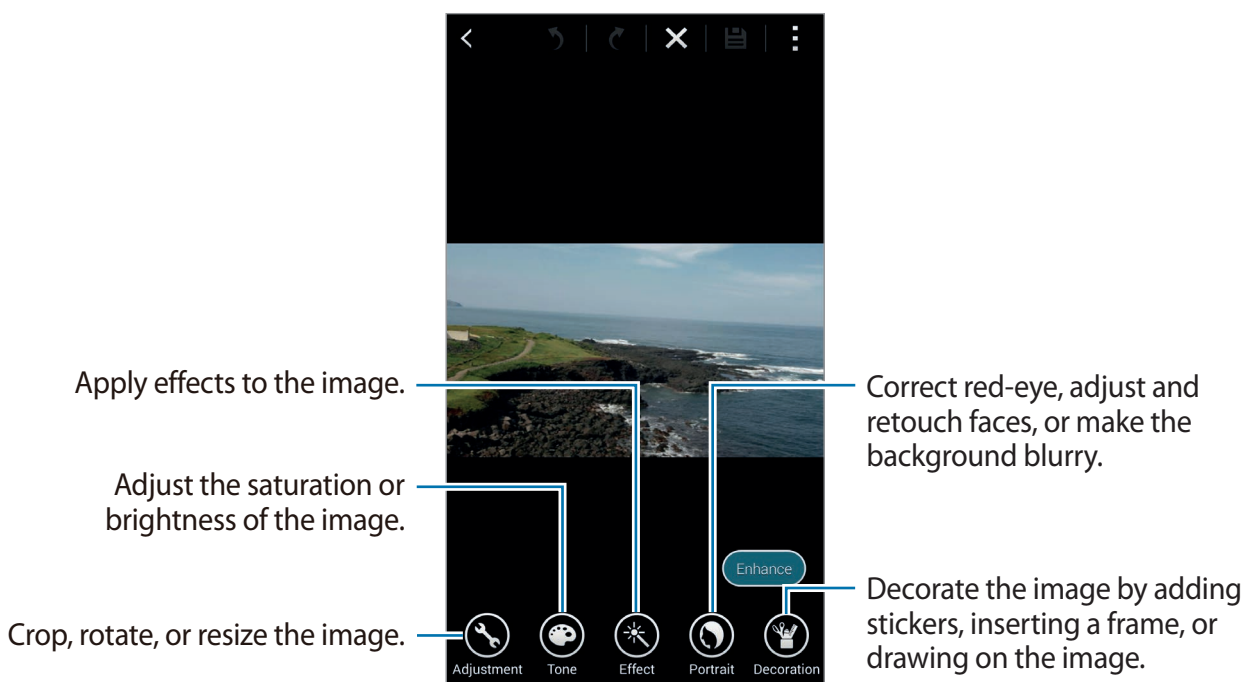 Apply effects to the image.
Adjust the saturation or
brightness of the image.
Crop, rotate, or resize the image.
Correct red-eye, adjust and
retouch faces, or make the
background blurry.
Enhance
Decorate the image by adding
stickers, inserting a frame, or
drawing on the image.
Adjustment Tone Effect Portrait Decoration